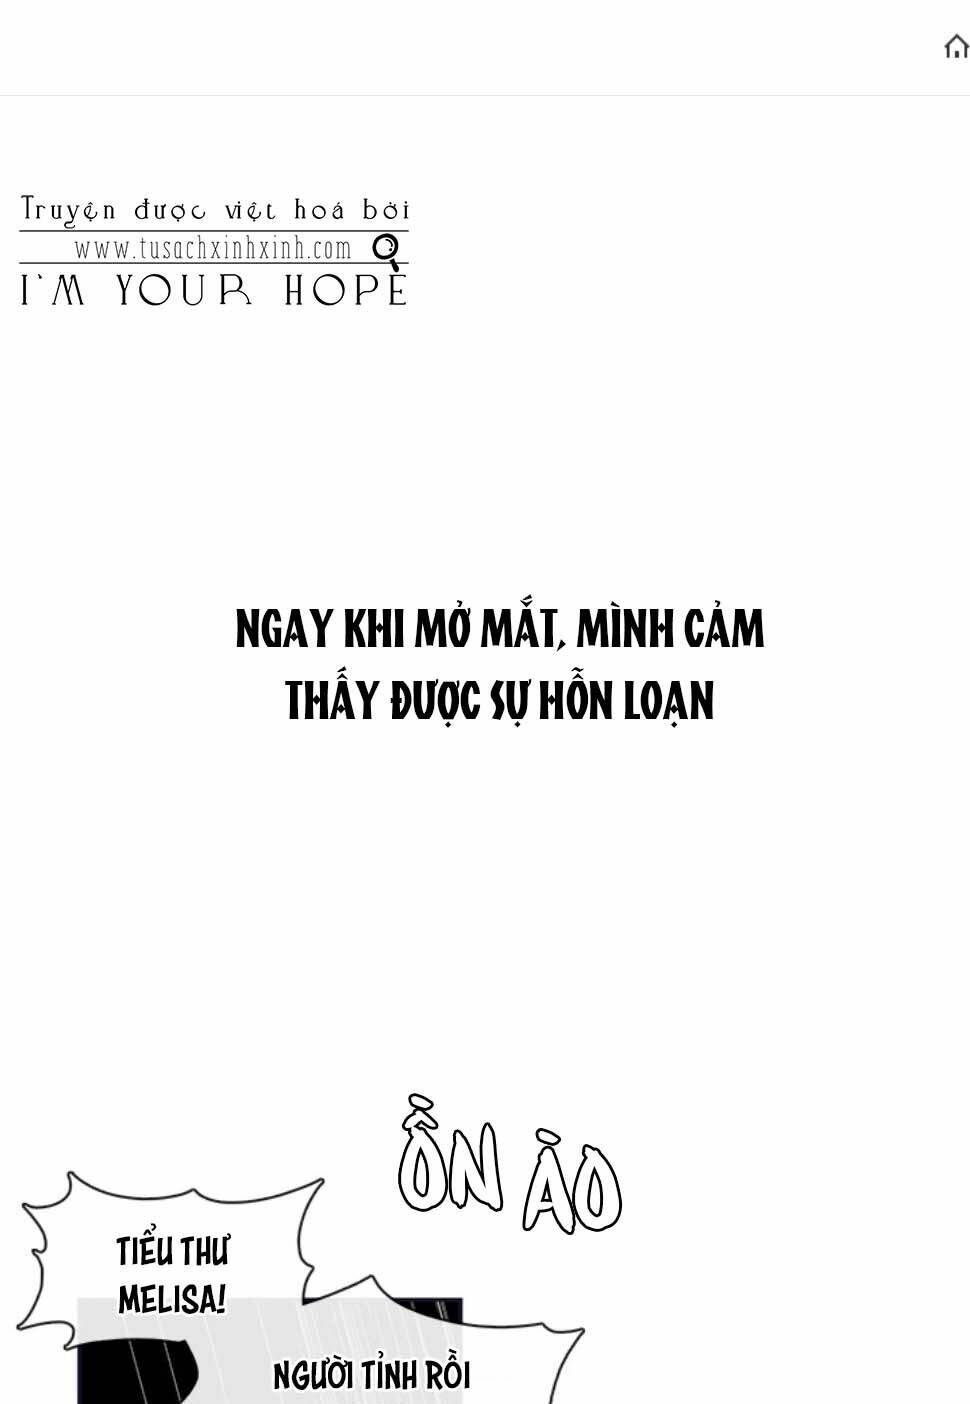 Truyện được việt hoá bởi
www.tusachxinhxinh.com
I'M YOUR HOPE
NGAY KHI MỞ MẮT, MÌNH CẢM
THẤY ĐƯỢC SỰ HỖN LOẠN
ỒN ÀO
TIỂU THƯ
MELISA!
NGƯỜI TỈNH RỒI